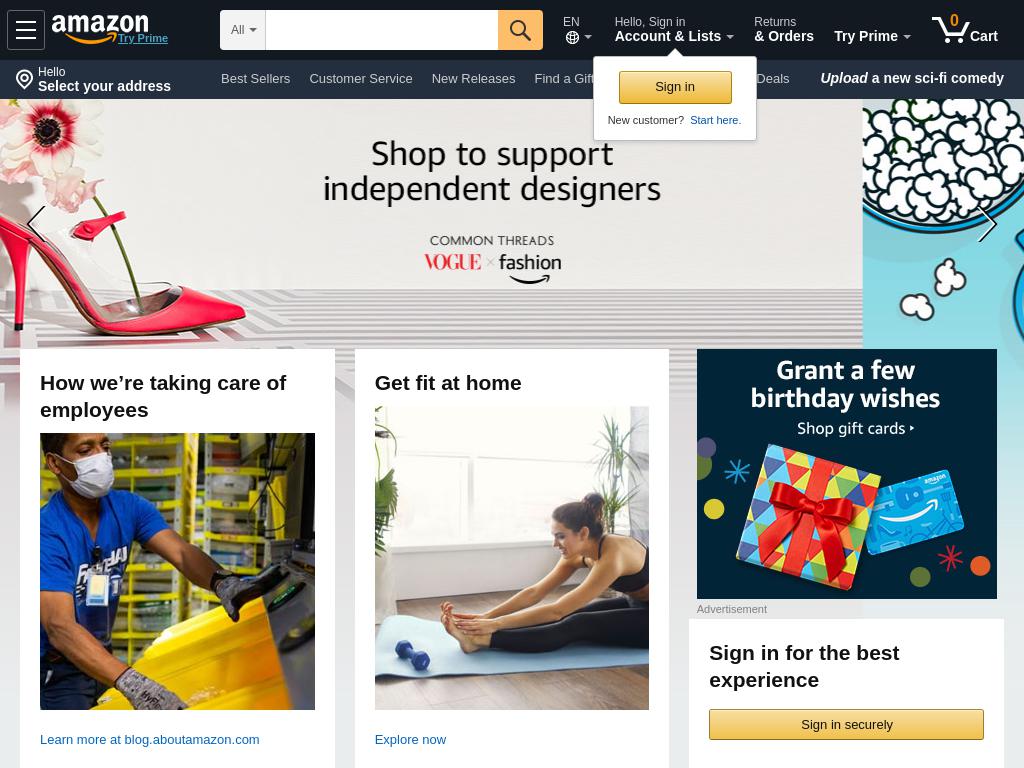 amazon
Try Prime
All
EN
Hello, Sign in
Account & Lists
Returns
& Orders
Try Prime
0
Cart
Hello
Select your address
Best Sellers
Customer Service
New Releases
Find a Gift
Deals
Upload a new sci-fi comedy
Sign in
New customer? Start here.
Shop to support
independent designers
COMMON THREADS
VOGUE × fashion
How we’re taking care of
employees
Learn more at blog.aboutamazon.com
Get fit at home
Explore now
Grant a few
birthday wishes
Shop gift cards
amazon
Advertisement
Sign in for the best
experience
Sign in securely